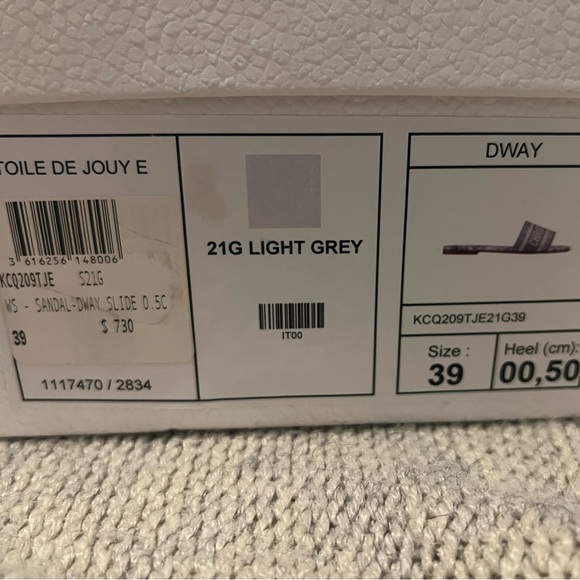 TOILE DE JOUY E
3 616256 148006
KCQ209TJE S21G
WS - SANDAL-DWAY SLIDE 0.5C
$ 730
39
1117470 / 2834
21G LIGHT GREY
IT00
DWAY
KCQ209TJE21G39
Size :
39
Heel (cm):
00,50